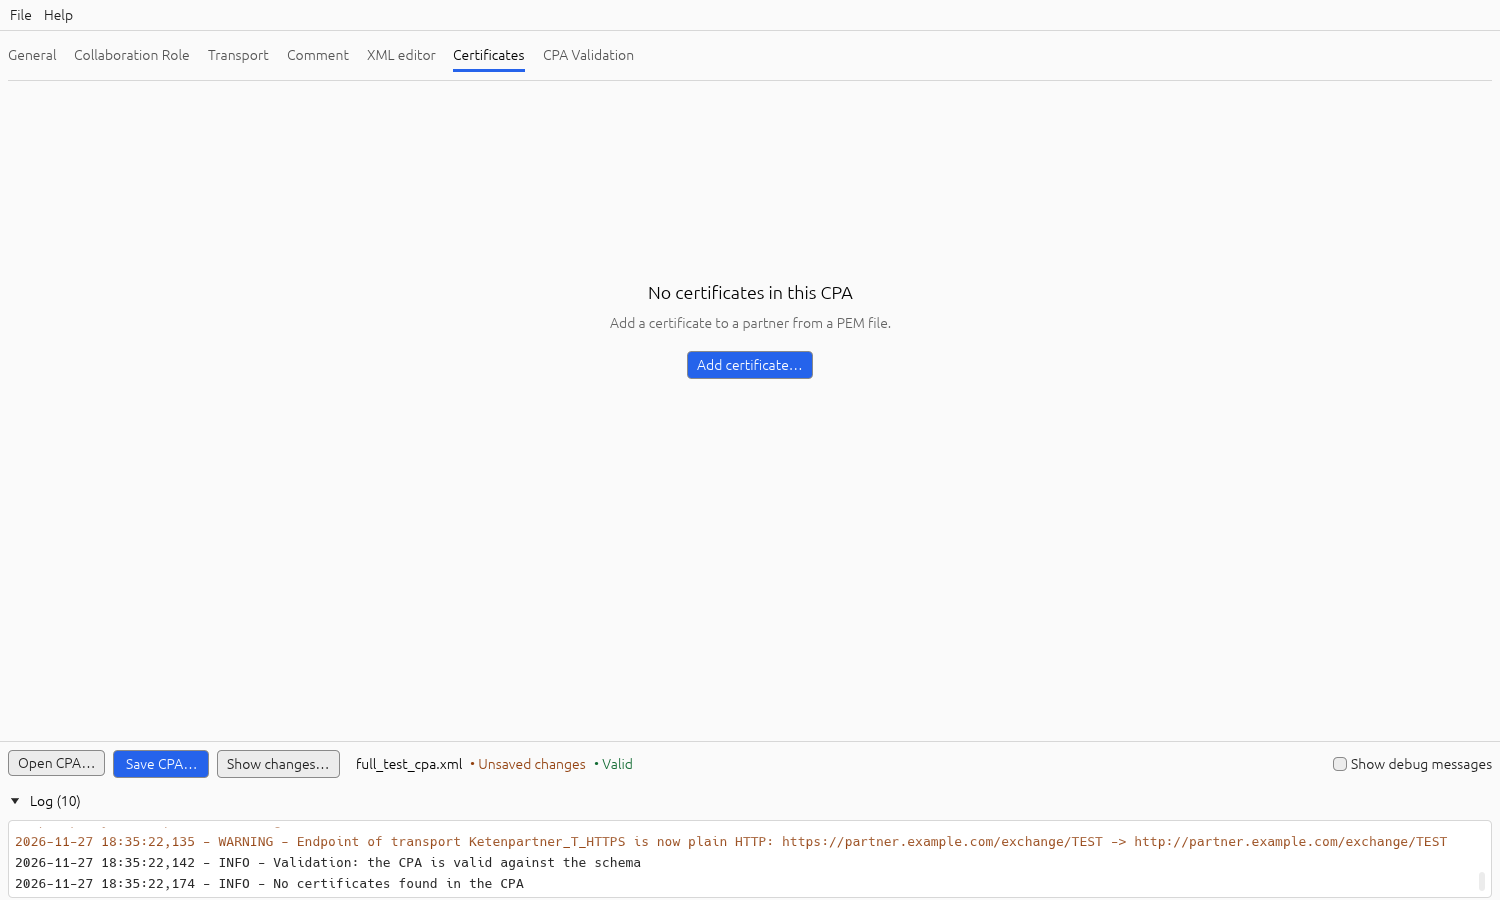 File Help
General Collaboration Role Transport Comment XML editor Certificates CPA Validation
No certificates in this CPA
Add a certificate to a partner from a PEM file.
Add certificate...
Open CPA... Save CPA... Show changes... full_test_cpa.xml • Unsaved changes • Valid Show debug messages
▼ Log (10)
2026-11-27 18:35:22,135 - WARNING - Endpoint of transport Ketenpartner_T_HTTPS is now plain HTTP: https://partner.example.com/exchange/TEST -> http://partner.example.com/exchange/TEST
2026-11-27 18:35:22,142 - INFO - Validation: the CPA is valid against the schema
2026-11-27 18:35:22,174 - INFO - No certificates found in the CPA